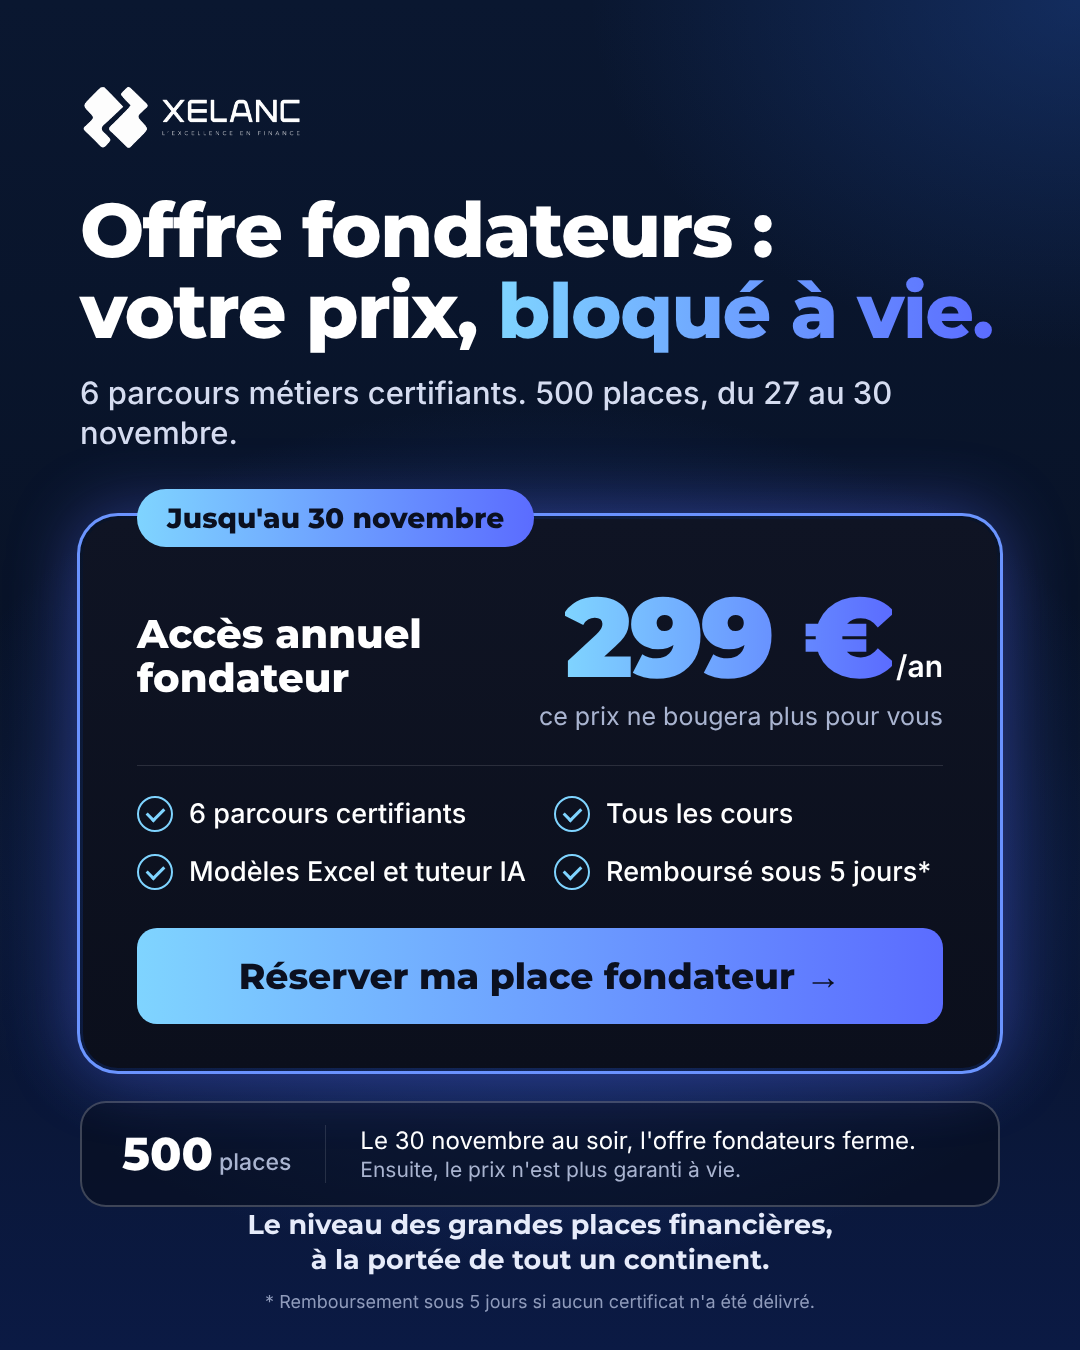 XELANC
L'EXCELLENCE EN FINANCE
Offre fondateurs :
votre prix, bloqué à vie.
6 parcours métiers certifiants. 500 places, du 27 au 30
novembre.
Jusqu'au 30 novembre
Accès annuel
fondateur
299 €/an
ce prix ne bougera plus pour vous
6 parcours certifiants
Tous les cours
Modèles Excel et tuteur IA
Remboursé sous 5 jours*
Réserver ma place fondateur →
500 places
Le 30 novembre au soir, l'offre fondateurs ferme.
Ensuite, le prix n'est plus garanti à vie.
Le niveau des grandes places financières,
à la portée de tout un continent.
* Remboursement sous 5 jours si aucun certificat n'a été délivré.